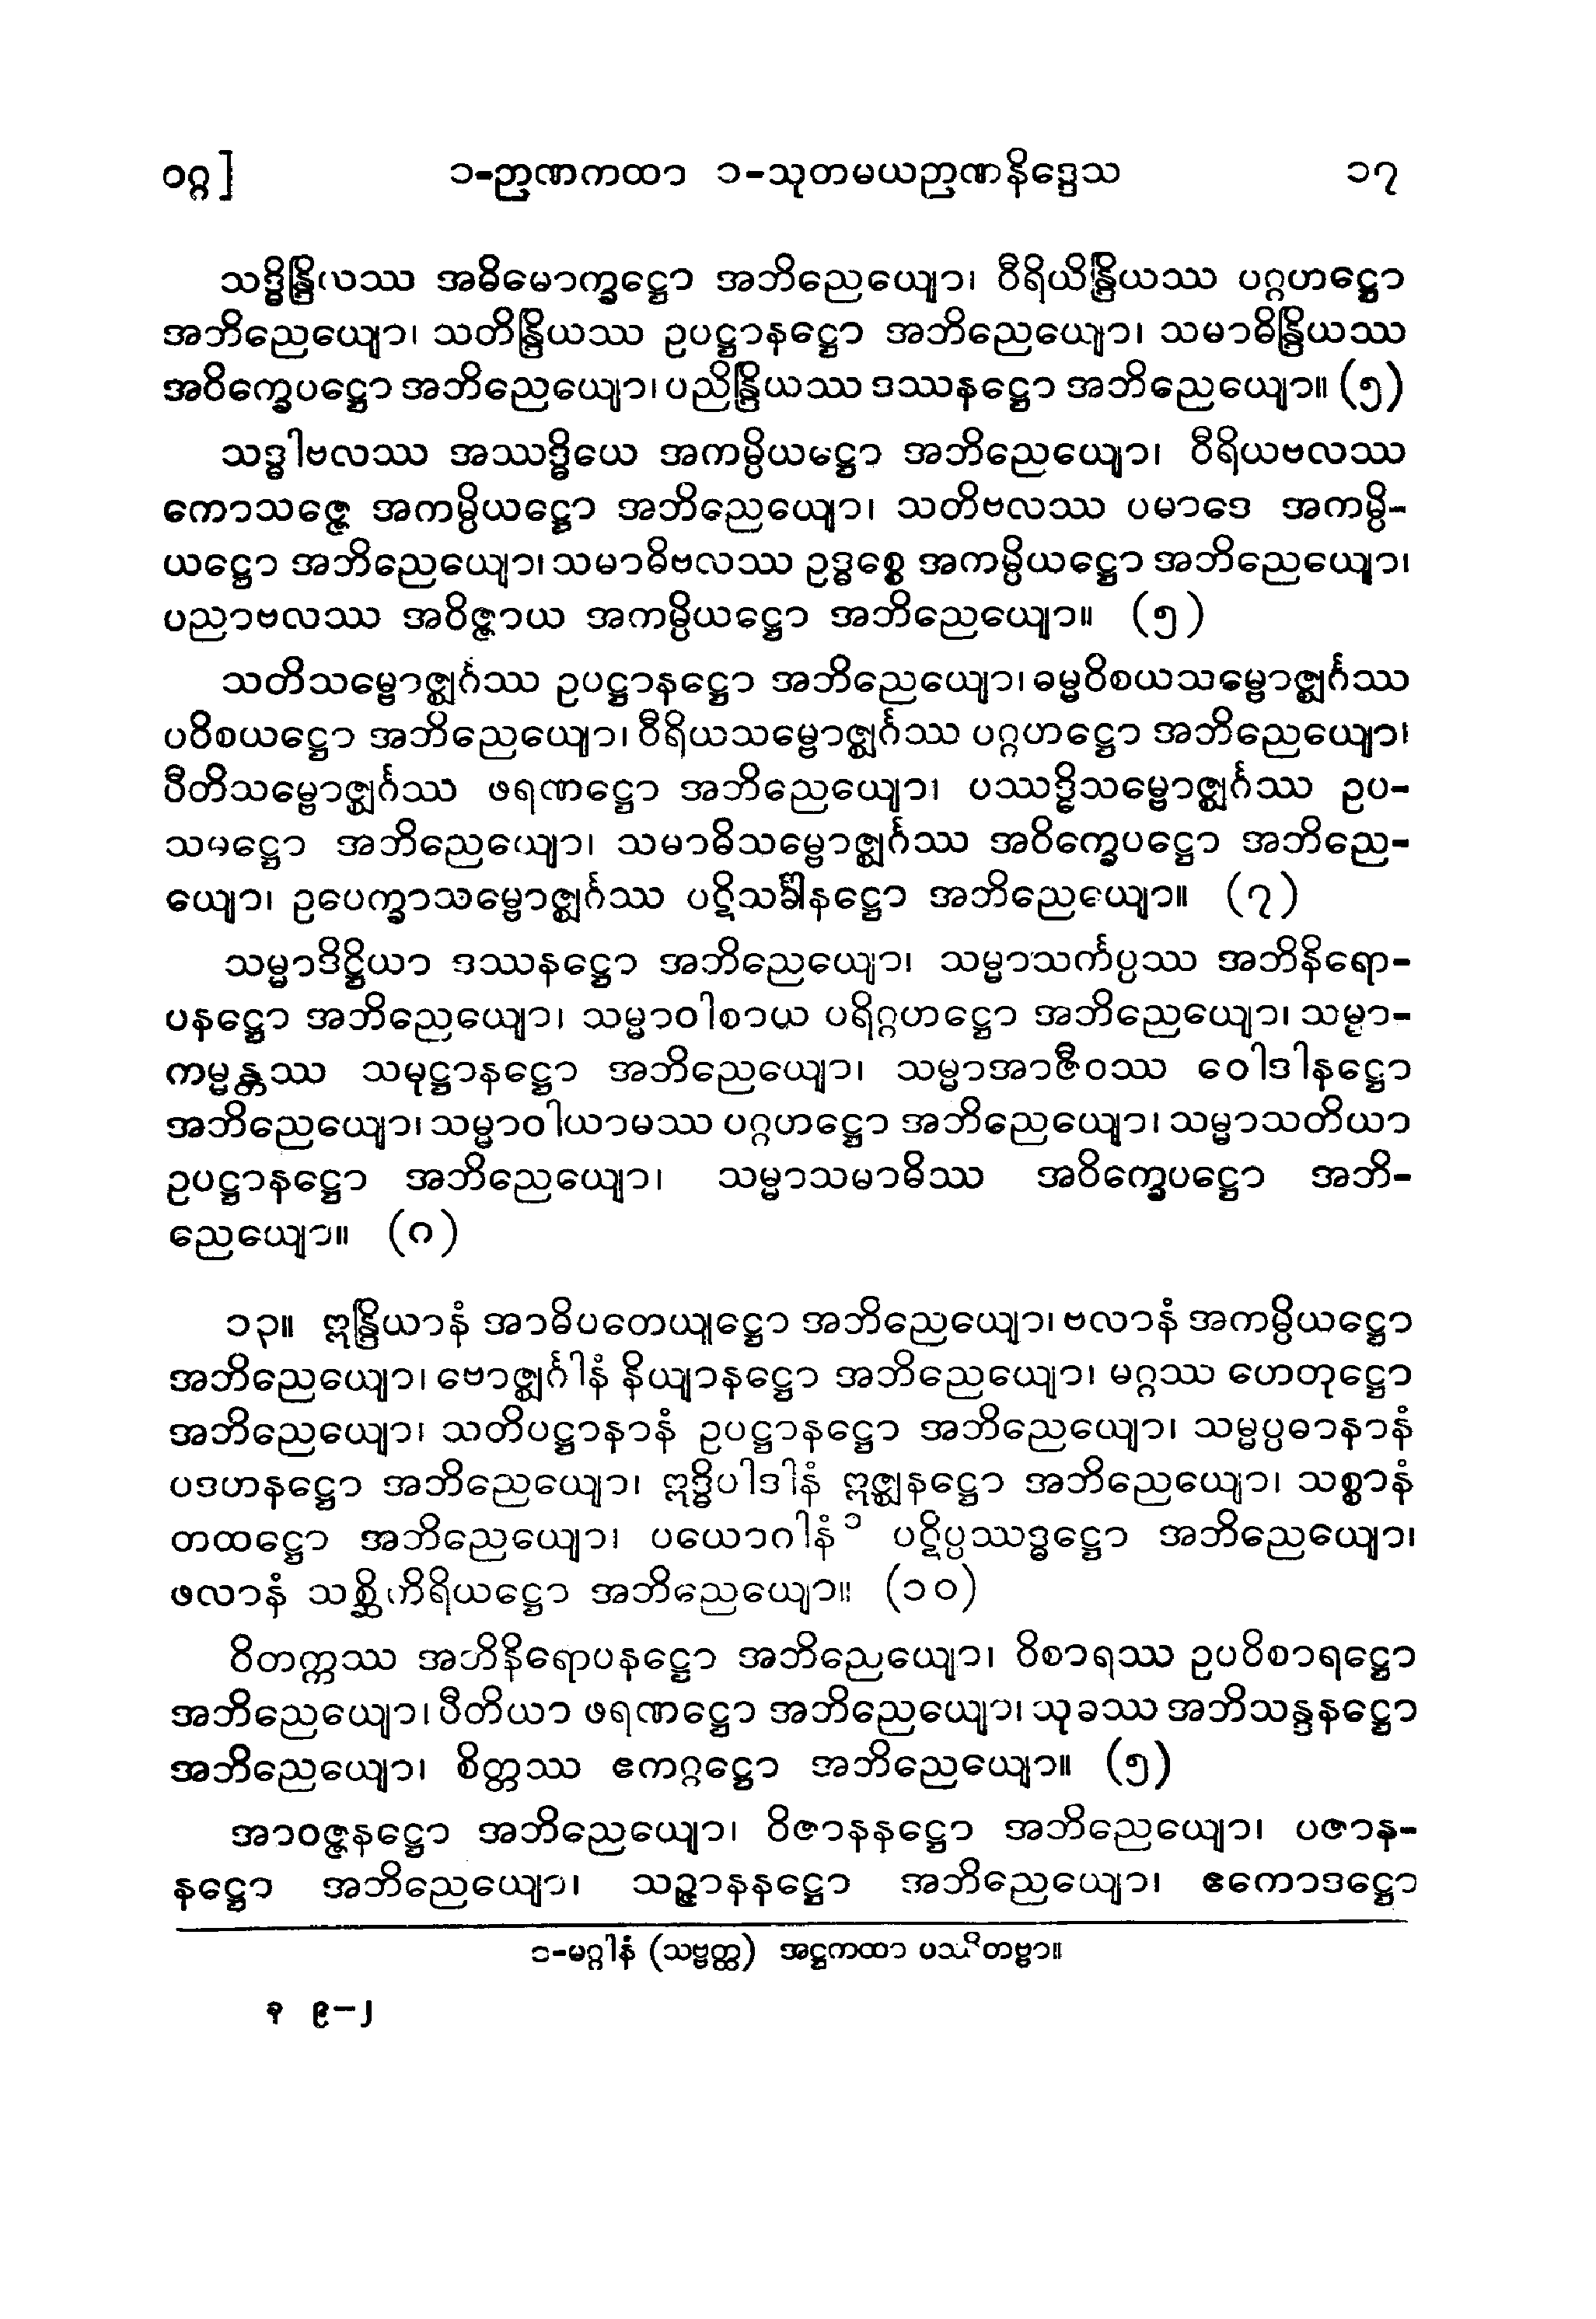 ဝဂ္ဂ] ၁-ဉာဏကထာ ၁-သုတမယဉာဏနိဒ္ဒေသ ၁၇
သဒ္ဓိန္ဒြိယဿ အဓိမောက္ခဋ္ဌော အဘိညေယျော၊ ဝီရိယိန္ဒြိယဿ ပဂ္ဂဟဋ္ဌော
အဘိညေယျော၊ သတိန္ဒြိယဿ ဥပဋ္ဌာနဋ္ဌော အဘိညေယျော၊ သမာဓိန္ဒြိယဿ
အဝိက္ခေပဋ္ဌော အဘိညေယျော၊ ပညိန္ဒြိယဿ ဒဿနဋ္ဌော အဘိညေယျော။ (၅)
သဒ္ဓါဗလဿ အဿဒ္ဓိယေ အကမ္ပိယဋ္ဌော အဘိညေယျော၊ ဝီရိယဗလဿ
ကောသဇ္ဇေ အကမ္ပိယဋ္ဌော အဘိညေယျော၊ သတိဗလဿ ပမာဒေ အကမ္ပိ-
ယဋ္ဌော အဘိညေယျော၊ သမာဓိဗလဿ ဥဒ္ဓစ္စေ အကမ္ပိယဋ္ဌော အဘိညေယျော၊
ပညာဗလဿ အဝိဇ္ဇာယ အကမ္ပိယဋ္ဌော အဘိညေယျော။ (၅)
သတိသမ္ဗောဇ္ဈင်္ဂဿ ဥပဋ္ဌာနဋ္ဌော အဘိညေယျော၊ ဓမ္မဝိစယသမ္ဗောဇ္ဈင်္ဂဿ
ပဝိစယဋ္ဌော အဘိညေယျော၊ ဝီရိယသမ္ဗောဇ္ဈင်္ဂဿ ပဂ္ဂဟဋ္ဌော အဘိညေယျော၊
ပီတိသမ္ဗောဇ္ဈင်္ဂဿ ဖရဏဋ္ဌော အဘိညေယျော၊ ပဿဒ္ဓိသမ္ဗောဇ္ဈင်္ဂဿ ဥပ-
သမဋ္ဌော အဘိညေယျော၊ သမာဓိသမ္ဗောဇ္ဈင်္ဂဿ အဝိက္ခေပဋ္ဌော အဘိညေ-
ယျော၊ ဥပေက္ခာသမ္ဗောဇ္ဈင်္ဂဿ ပဋိသင်္ခါနဋ္ဌော အဘိညေယျော။ (၇)
သမ္မာဒိဋ္ဌိယာ ဒဿနဋ္ဌော အဘိညေယျော၊ သမ္မာသင်္ကပ္ပဿ အဘိနိရော-
ပနဋ္ဌော အဘိညေယျော၊ သမ္မာဝါစာယ ပရိဂ္ဂဟဋ္ဌော အဘိညေယျော၊ သမ္မာ-
ကမ္မန္တဿ သမုဋ္ဌာနဋ္ဌော အဘိညေယျော၊ သမ္မာအာဇီဝဿ ဝေါဒါနဋ္ဌော
အဘိညေယျော၊ သမ္မာဝါယာမဿ ပဂ္ဂဟဋ္ဌော အဘိညေယျော၊ သမ္မာသတိယာ
ဥပဋ္ဌာနဋ္ဌော အဘိညေယျော၊ သမ္မာသမာဓိဿ အဝိက္ခေပဋ္ဌော အဘိ-
ညေယျော။ (ဂ)
၁၃။ ဣန္ဒြိယာနံ အာဓိပတေယျဋ္ဌော အဘိညေယျော၊ ဗလာနံ အကမ္ပိယဋ္ဌော
အဘိညေယျော၊ ဗောဇ္ဈင်္ဂါနံ နိယျာနဋ္ဌော အဘိညေယျော၊ မဂ္ဂဿ ဟေတုဋ္ဌော
အဘိညေယျော၊ သတိပဋ္ဌာနာနံ ဥပဋ္ဌာနဋ္ဌော အဘိညေယျော၊ သမ္မပ္ပဓာနာနံ
ပဒဟနဋ္ဌော အဘိညေယျော၊ ဣဒ္ဓိပါဒါနံ ဣဇ္ဈနဋ္ဌော အဘိညေယျော၊ သစ္စာနံ
တထဋ္ဌော အဘိညေယျော၊ ပယောဂါနံ ၁ ပဋိပ္ပဿဒ္ဓဋ္ဌော အဘိညေယျော၊
ဖလာနံ သစ္ဆိကိရိယဋ္ဌော အဘိညေယျော။ (၁၀)
ဝိတက္ကဿ အဘိနိရောပနဋ္ဌော အဘိညေယျော၊ ဝိစာရဿ ဥပဝိစာရဋ္ဌော
အဘိညေယျော၊ ပီတိယာ ဖရဏဋ္ဌော အဘိညေယျော၊ သုခဿ အဘိသန္ဒနဋ္ဌော
အဘိညေယျော၊ စိတ္တဿ ဧကဂ္ဂဋ္ဌော အဘိညေယျော။ (၅)
အာဝဇ္ဇနဋ္ဌော အဘိညေယျော၊ ဝိဇာနနဋ္ဌော အဘိညေယျော၊ ပဇာန-
နဋ္ဌော အဘိညေယျော၊ သဉ္ဇာနနဋ္ဌော အဘိညေယျော၊ ဧကောဒဋ္ဌော
၁-မဂ္ဂါနံ (သဗ္ဗတ္ထ) အဋ္ဌကထာ ပဿိတဗ္ဗာ။
န ၉-၂